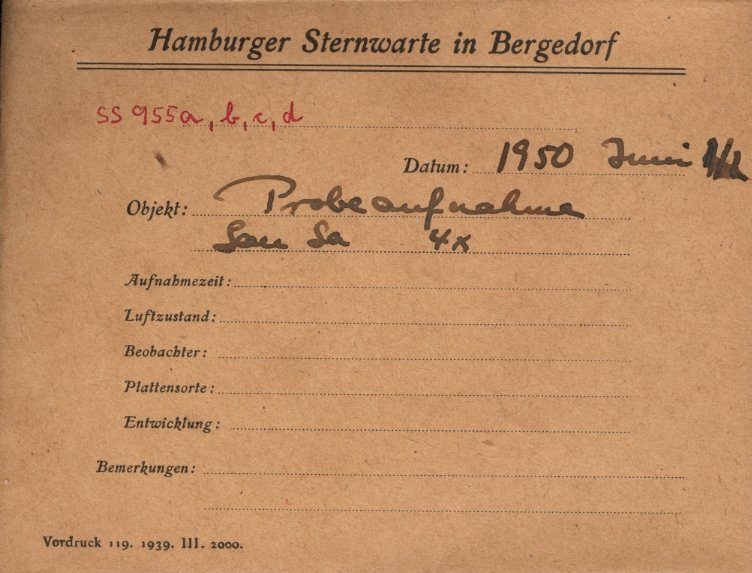 Hamburger Sternwarte in Bergedorf
SS 955a, b, c, d
Datum: 1950 Juni
Objekt: Probeaufnahme
Sa 4x
Aufnahmezeit:
Luftzustand:
Beobachter:
Plattensorte:
Entwicklung:
Bemerkungen:
Vordruck 119. 1939. III. 2000.